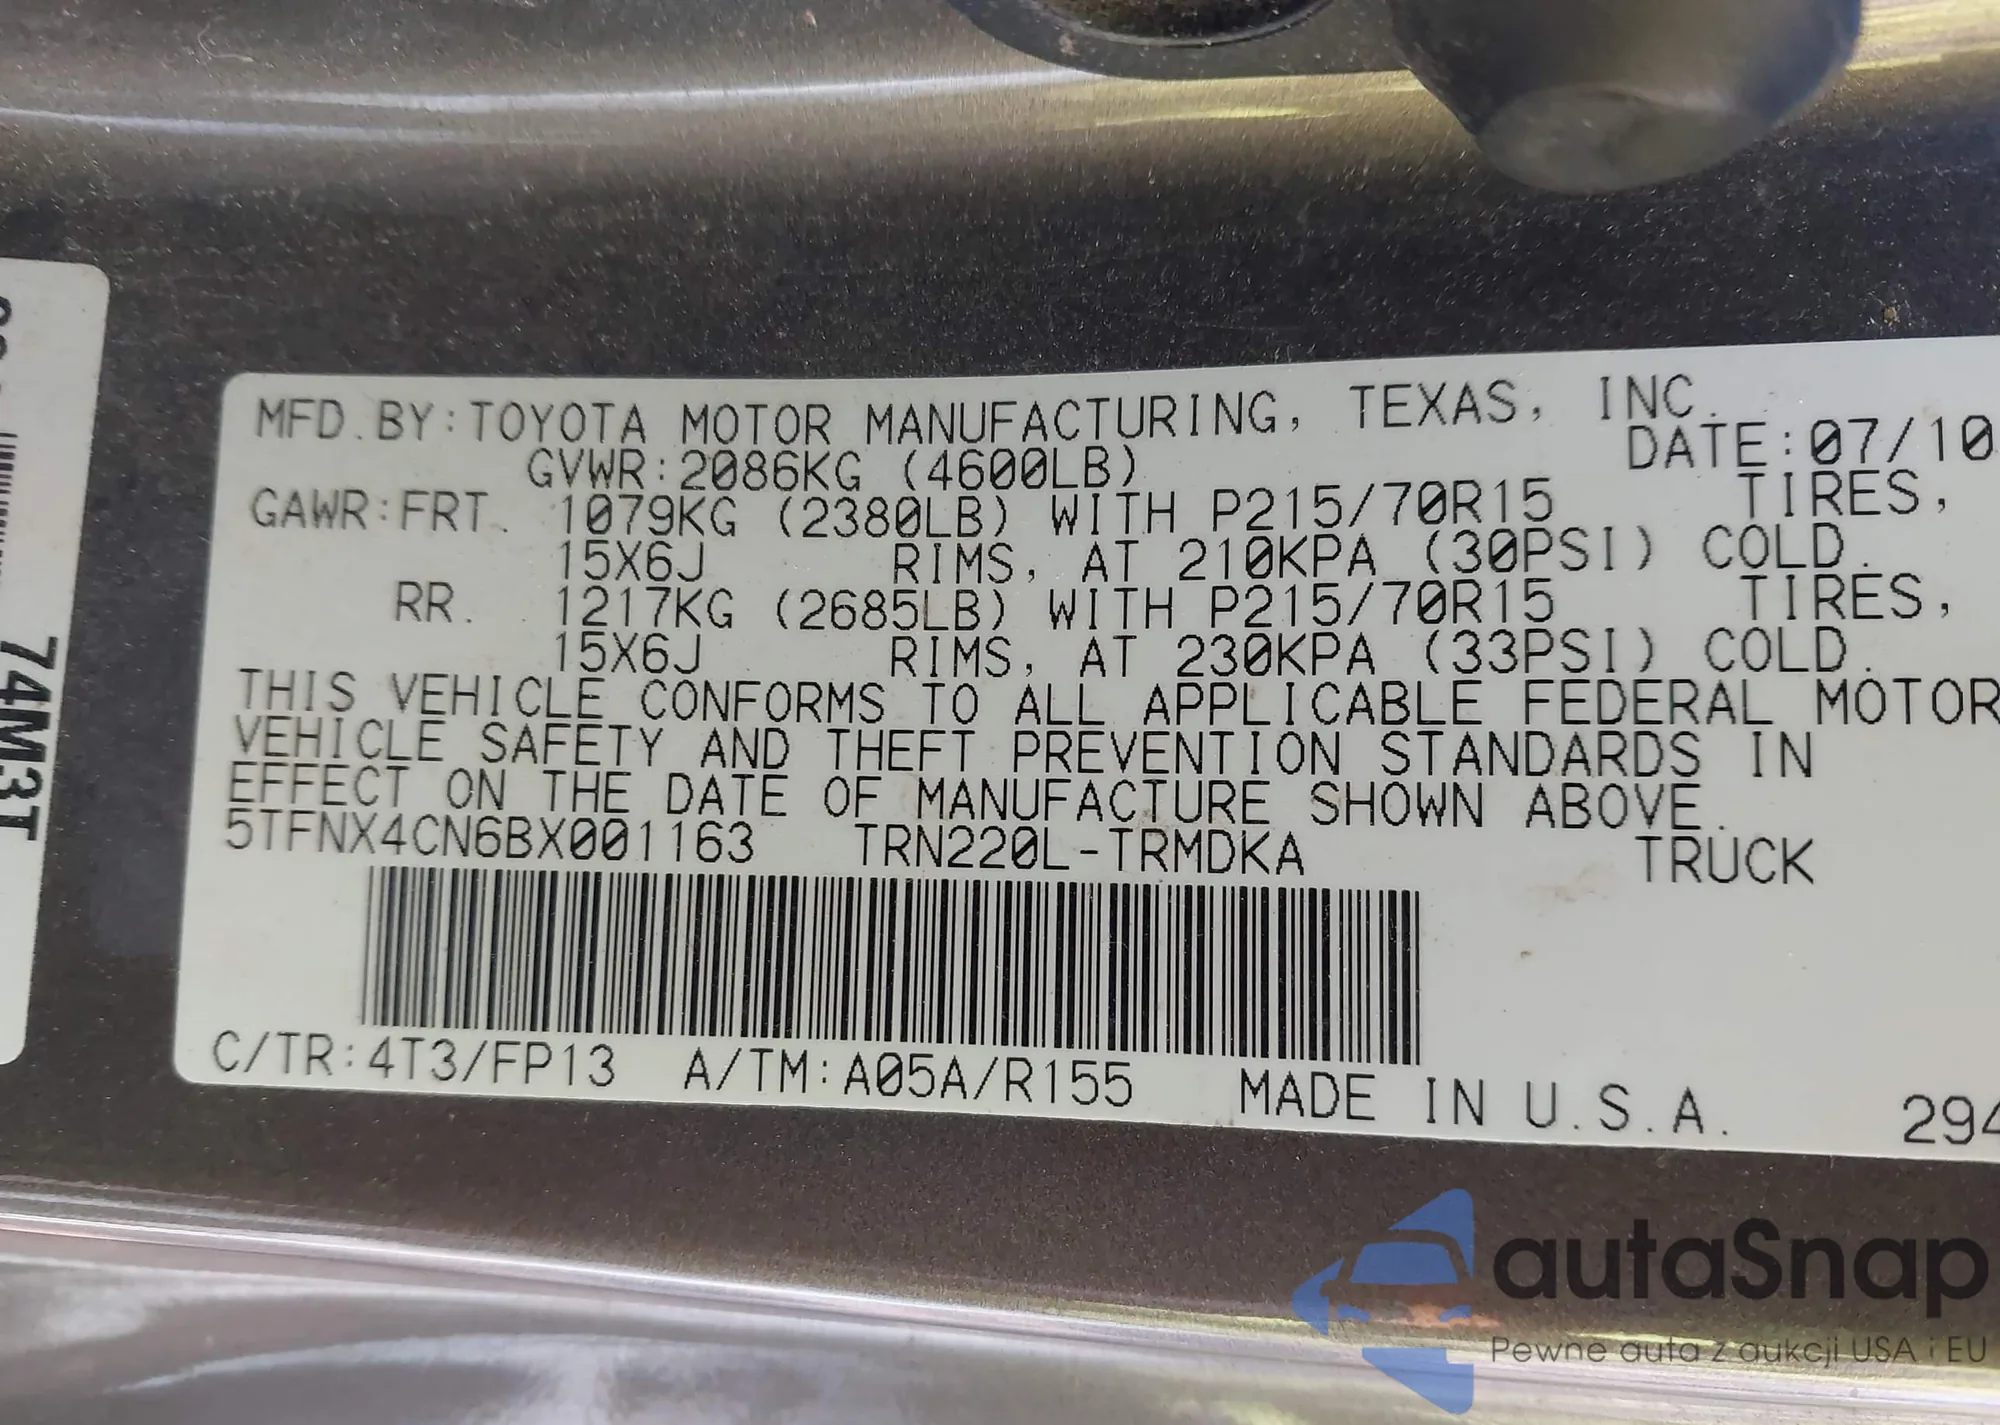 MFD.BY:TOYOTA MOTOR MANUFACTURING, TEXAS, INC.
GVWR:2086KG (4600LB) DATE:07/10
GAWR:FRT. 1079KG (2380LB) WITH P215/70R15 TIRES,
15X6J RIMS, AT 210KPA (30PSI) COLD.
RR. 1217KG (2685LB) WITH P215/70R15 TIRES,
15X6J RIMS, AT 230KPA (33PSI) COLD.
THIS VEHICLE CONFORMS TO ALL APPLICABLE FEDERAL MOTOR
VEHICLE SAFETY AND THEFT PREVENTION STANDARDS IN
EFFECT ON THE DATE OF MANUFACTURE SHOWN ABOVE.
5TFNX4CN6BX001163 TRN220L-TRMDKA TRUCK
C/TR:4T3/FP13 A/TM:A05A/R155 MADE IN U.S.A. 294
74M3T
autaSnap
Pewne auta z aukcji USA i EU